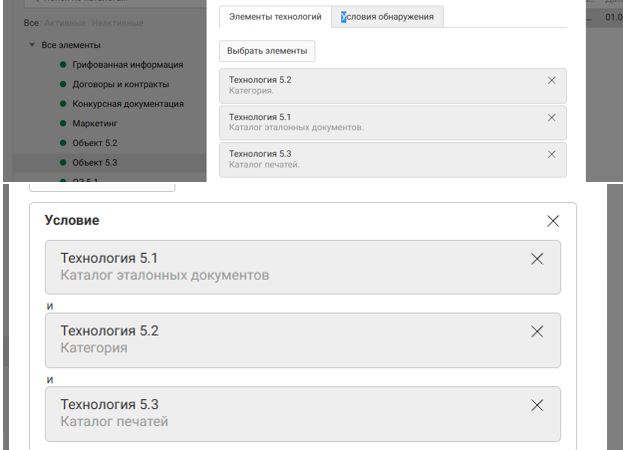 Все Активные Неактивные
Все элементы
Грифованная информация
Договоры и контракты
Конкурсная документация
Маркетинг
Объект 5.2
Объект 5.3
Элементы технологий
Условия обнаружения
Выбрать элементы
Технология 5.2
Категория.
Технология 5.1
Каталог эталонных документов.
Технология 5.3
Каталог печатей.
Условие
Технология 5.1
Каталог эталонных документов
и
Технология 5.2
Категория
и
Технология 5.3
Каталог печатей